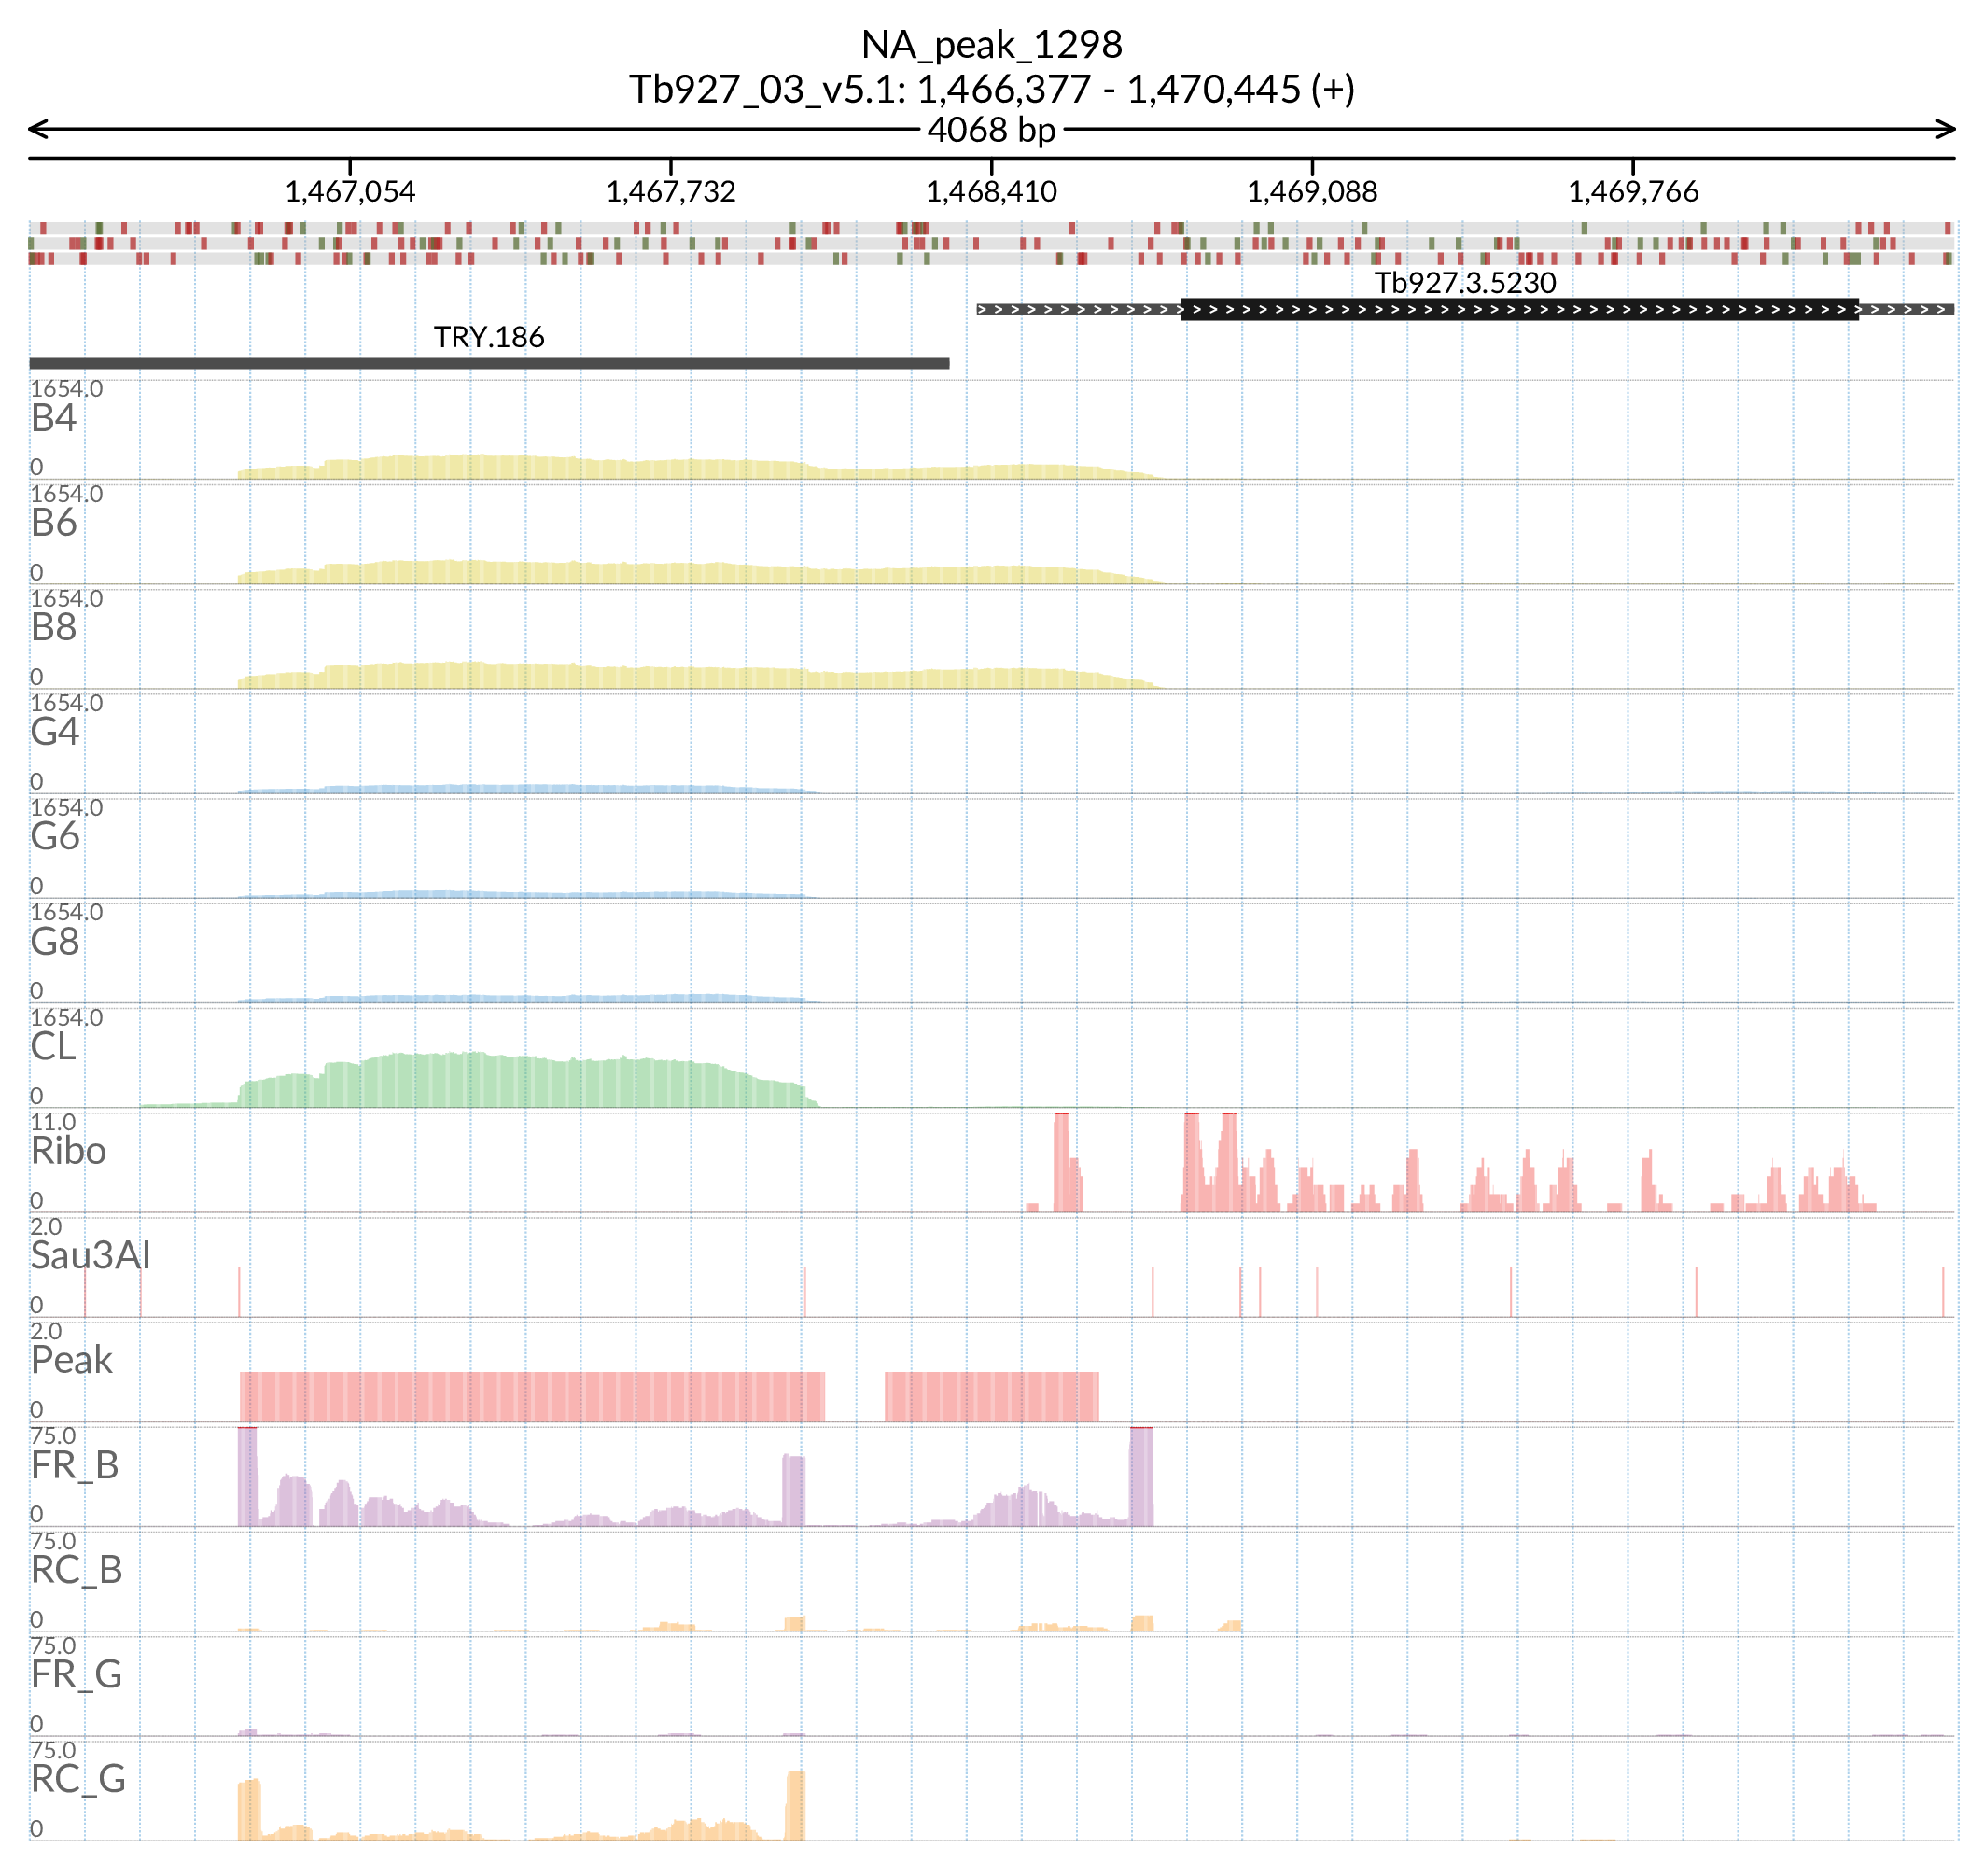 NA_peak_1298
Tb927_03_v5.1: 1,466,377 - 1,470,445 (+)
4068 bp
1,467,054 1,467,732 1,468,410 1,469,088 1,469,766
Tb927.3.5230
TRY.186
1654.0
B4
0
1654.0
B6
0
1654.0
B8
0
1654.0
G4
0
1654.0
G6
0
1654.0
G8
0
1654.0
CL
0
11.0
Ribo
0
2.0
Sau3AI
0
2.0
Peak
0
75.0
FR_B
0
75.0
RC_B
0
75.0
FR_G
0
75.0
RC_G
0